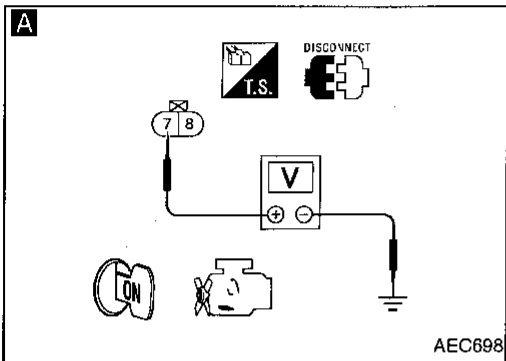 A
DISCONNECT
T.S.
7 8
V
+ −
ON
AEC698